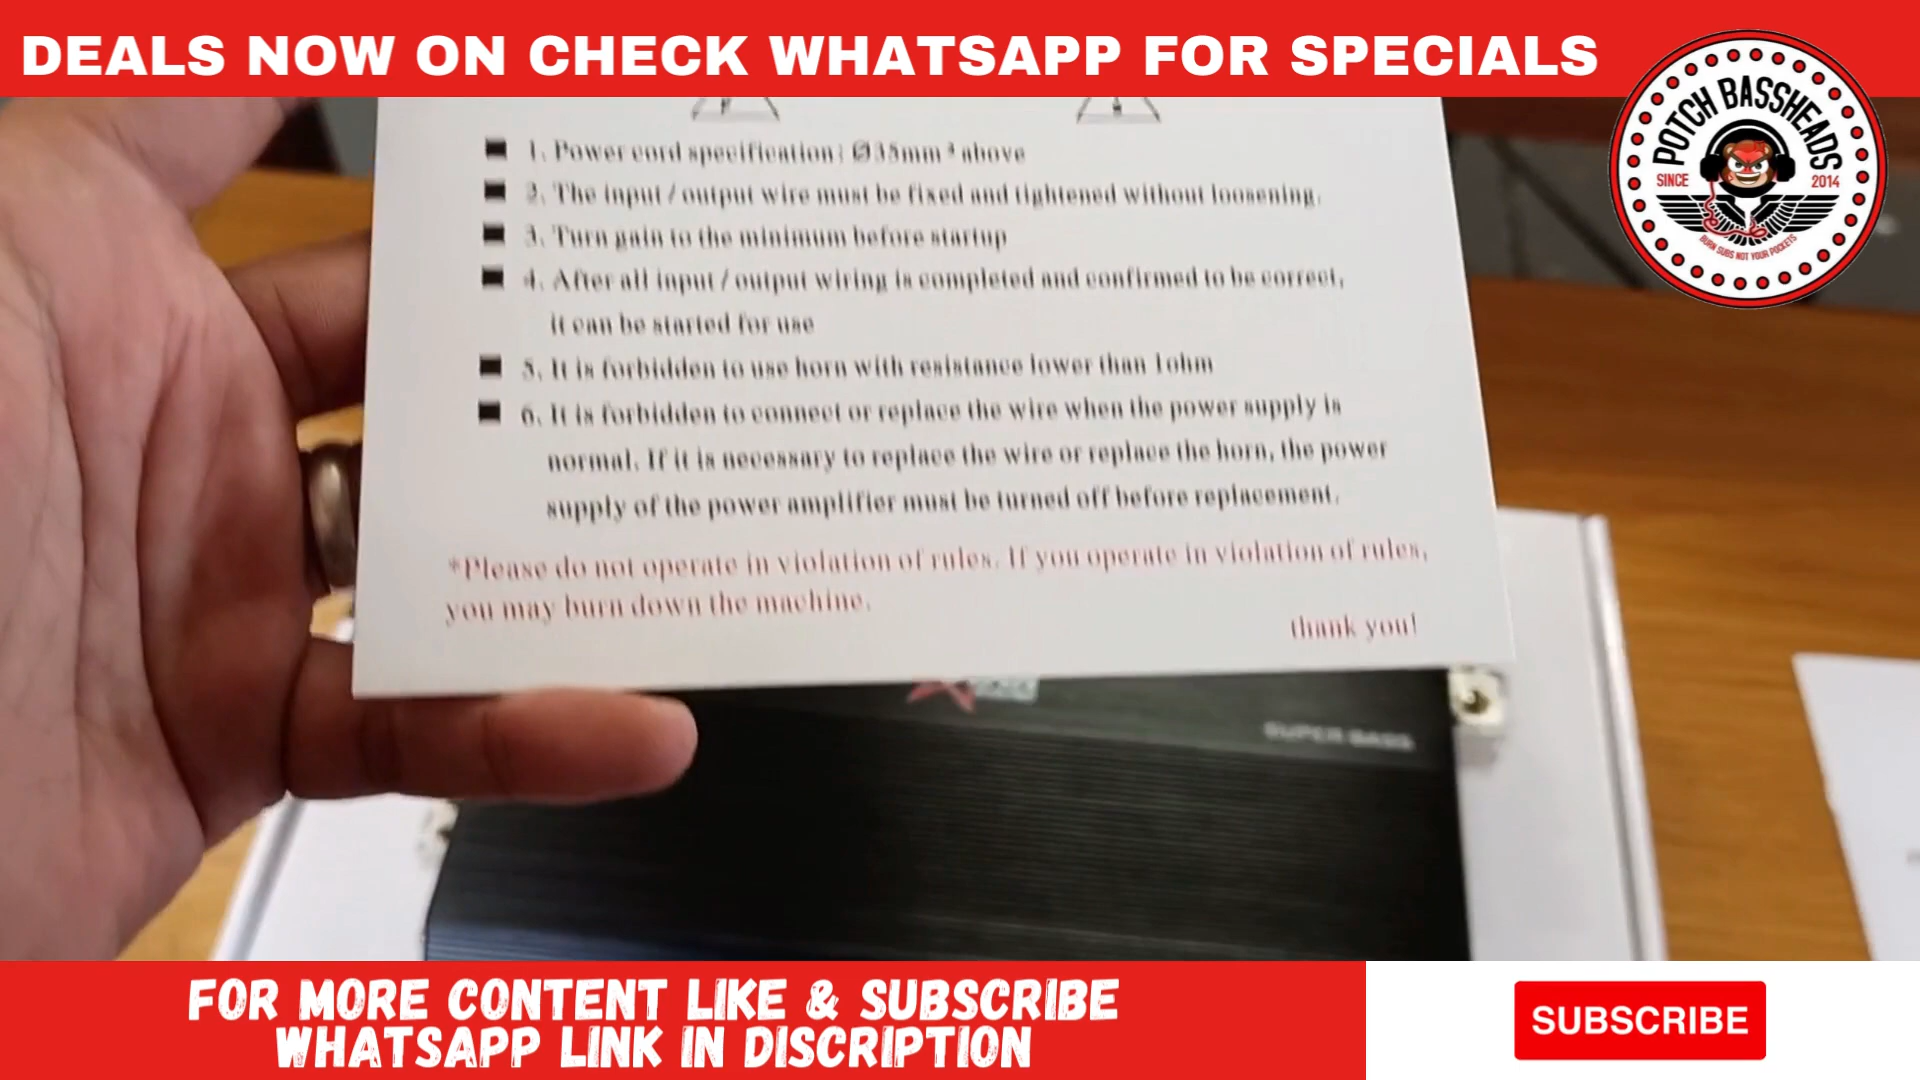 DEALS NOW ON CHECK WHATSAPP FOR SPECIALS
POTCH BASSHEADS
SINCE 2014
BURN SUBS NOT YOUR POCKETS
1. Power cord specification: Ø35mm² above
2. The input / output wire must be fixed and tightened without loosening.
3. Turn gain to the minimum before startup
4. After all input / output wiring is completed and confirmed to be correct,
it can be started for use
5. It is forbidden to use horn with resistance lower than 1ohm
6. It is forbidden to connect or replace the wire when the power supply is
normal. If it is necessary to replace the wire or replace the horn, the power
supply of the power amplifier must be turned off before replacement.
*Please do not operate in violation of rules. If you operate in violation of rules,
you may burn down the machine.
thank you!
SUPER BASS
FOR MORE CONTENT LIKE & SUBSCRIBE
WHATSAPP LINK IN DISCRIPTION
SUBSCRIBE